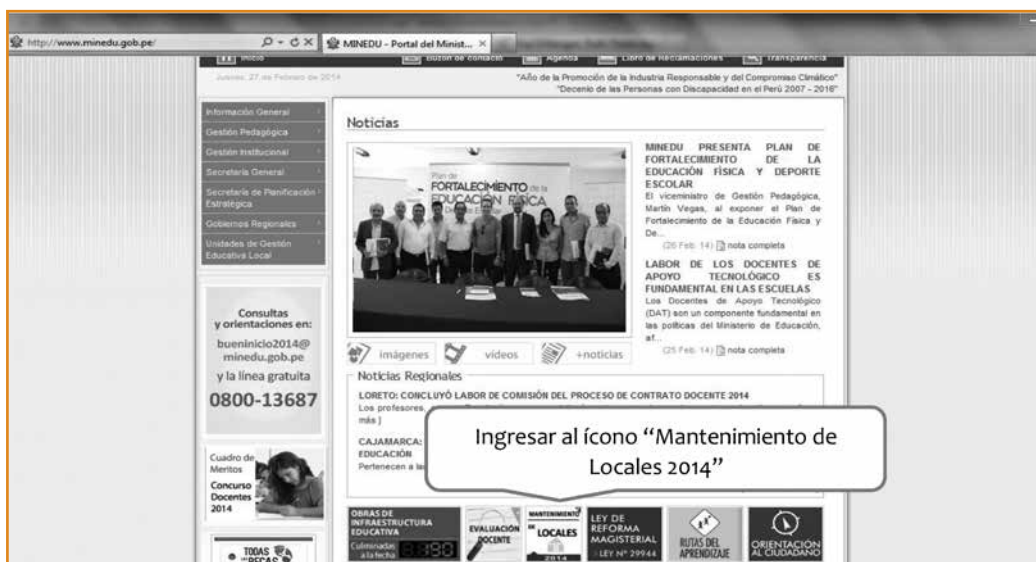 http://www.minedu.gob.pe/
MINEDU - Portal del Minist...
Inicio
Buzón de contacto
Agenda
Libro de Reclamaciones
Transparencia
Jueves, 27 de Febrero de 2014
"Año de la Promoción de la Industria Responsable y del Compromiso Climático"
"Decenio de las Personas con Discapacidad en el Perú 2007 - 2016"
Información General
Gestión Pedagógica
Gestión Institucional
Secretaría General
Secretaría de Planificación
Estratégica
Gobiernos Regionales
Unidades de Gestión
Educativa Local
Consultas
y orientaciones en:
bueninicio2014@
minedu.gob.pe
y la línea gratuita
0800-13687
Cuadro de
Meritos
Concurso
Docentes
2014
TODAS
BECAS
Noticias
Plan de
FORTALECIMIENTO de la
EDUCACIÓN FÍSICA
MINEDU PRESENTA PLAN DE
FORTALECIMIENTO DE LA
EDUCACIÓN FÍSICA Y DEPORTE
ESCOLAR
El viceministro de Gestión Pedagógica,
Martín Vegas, al exponer el Plan de
Fortalecimiento de la Educación Física y
De...
(26 Feb. 14) nota completa
LABOR DE LOS DOCENTES DE
APOYO TECNOLÓGICO ES
FUNDAMENTAL EN LAS ESCUELAS
Los Docentes de Apoyo Tecnológico
(DAT) son un componente fundamental en
las políticas del Ministerio de Educación,
af...
(25 Feb. 14) nota completa
imágenes
videos
+noticias
Noticias Regionales
LORETO: CONCLUYÓ LABOR DE COMISIÓN DEL PROCESO DE CONTRATO DOCENTE 2014
Los profesores,
más )
CAJAMARCA:
EDUCACIÓN
Pertenecen a la
Ingresar al ícono "Mantenimiento de
Locales 2014"
OBRAS DE
INFRAESTRUCTURA
EDUCATIVA
Culminadas
a la fecha
EVALUACIÓN
DOCENTE
MANTENIMIENTO
DE
LOCALES
2014
LEY DE
REFORMA
MAGISTERIAL
LEY Nº 29944
RUTAS DEL
APRENDIZAJE
ORIENTACIÓN
AL CIUDADANO